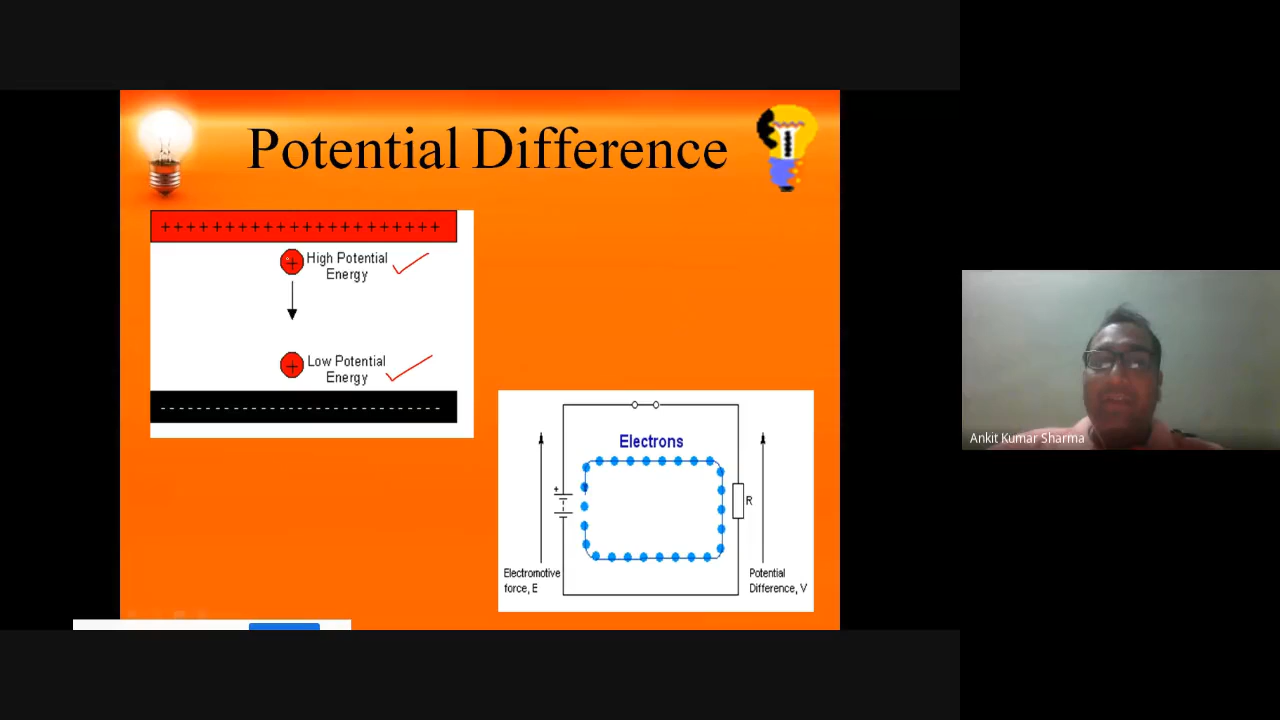 Potential Difference
+++++++++++++++++++++
+
High Potential
Energy
+
Low Potential
Energy
- - - - - - - - - - - - - - - - - - - - - - - - - - -
Electrons
+
R
Electromotive
force, E
Potential
Difference, V
Ankit Kumar Sharma